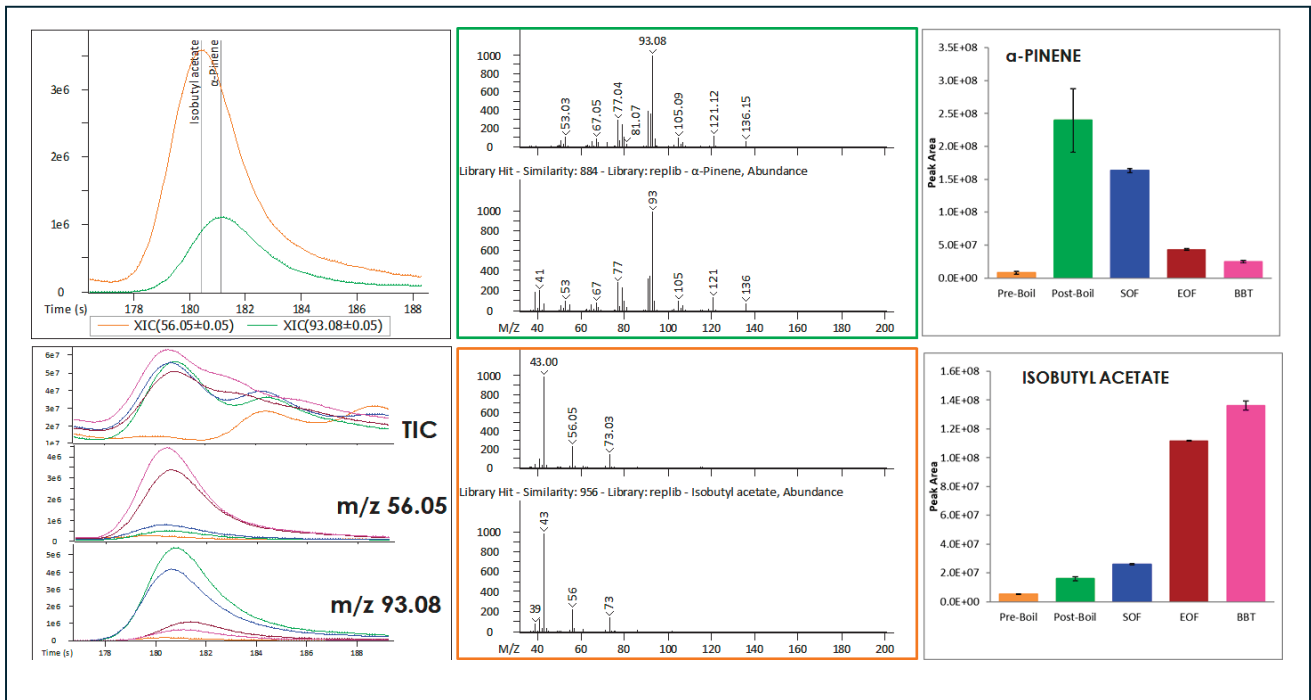 3e6
2e6
1e6
0
Isobutyl acetate
α-Pinene
Time (s) 178 180 182 184 186 188
XIC(56.05±0.05) XIC(93.08±0.05)
6e7
5e7
4e7
3e7
2e7
1e7
TIC
4e6
3e6
2e6
1e6
0
m/z 56.05
5e6
4e6
3e6
2e6
1e6
0
m/z 93.08
Time (s) 178 180 182 184 186 188
1000
800
600
400
200
0
53.03
67.05
77.04
81.07
93.08
105.09
121.12
136.15
Library Hit - Similarity: 884 - Library: replib - α-Pinene, Abundance
1000
800
600
400
200
0
41
53
67
77
93
105
121
136
M/Z 40 60 80 100 120 140 160 180 200
1000
800
600
400
200
0
43.00
56.05
73.03
Library Hit - Similarity: 956 - Library: replib - Isobutyl acetate, Abundance
1000
800
600
400
200
0
39
43
56
73
M/Z 40 60 80 100 120 140 160 180 200
α-PINENE
Peak Area
3.5E+08
3.0E+08
2.5E+08
2.0E+08
1.5E+08
1.0E+08
5.0E+07
0.0E+00
Pre-Boil Post-Boil SOF EOF BBT
ISOBUTYL ACETATE
Peak Area
1.6E+08
1.4E+08
1.2E+08
1.0E+08
8.0E+07
6.0E+07
4.0E+07
2.0E+07
0.0E+00
Pre-Boil Post-Boil SOF EOF BBT